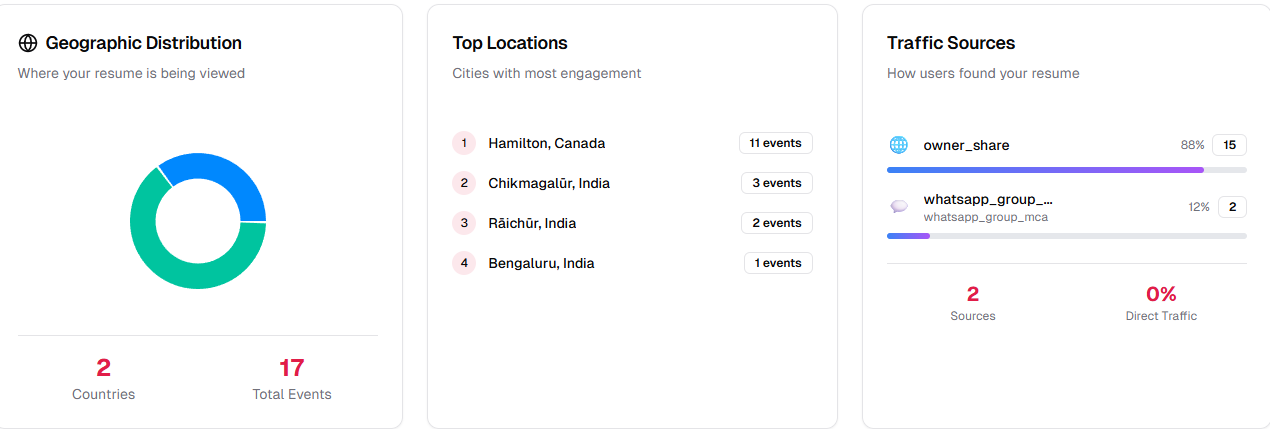 Geographic Distribution
Where your resume is being viewed
2
Countries
17
Total Events
Top Locations
Cities with most engagement
1 Hamilton, Canada 11 events
2 Chikmagalūr, India 3 events
3 Rāichūr, India 2 events
4 Bengaluru, India 1 events
Traffic Sources
How users found your resume
owner_share 88% 15
whatsapp_group_...
whatsapp_group_mca
12% 2
2
Sources
0%
Direct Traffic